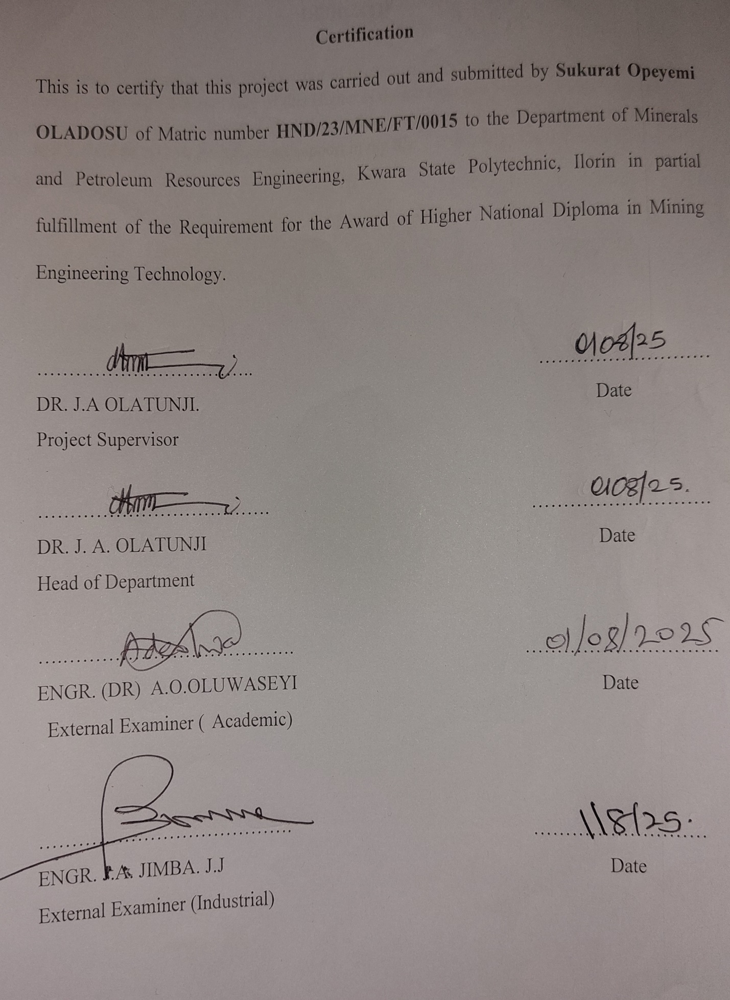 Certification
This is to certify that this project was carried out and submitted by Sukurat Opeyemi
OLADOSU of Matric number HND/23/MNE/FT/0015 to the Department of Minerals
and Petroleum Resources Engineering, Kwara State Polytechnic, Ilorin in partial
fulfillment of the Requirement for the Award of Higher National Diploma in Mining
Engineering Technology.
0108/25
DR. J.A OLATUNJI.
Date
Project Supervisor
0108/25.
DR. J. A. OLATUNJI
Date
Head of Department
01/08/2025
ENGR. (DR) A.O.OLUWASEYI
Date
External Examiner ( Academic)
1/8/25.
ENGR. J.A. JIMBA. J.J
Date
External Examiner (Industrial)